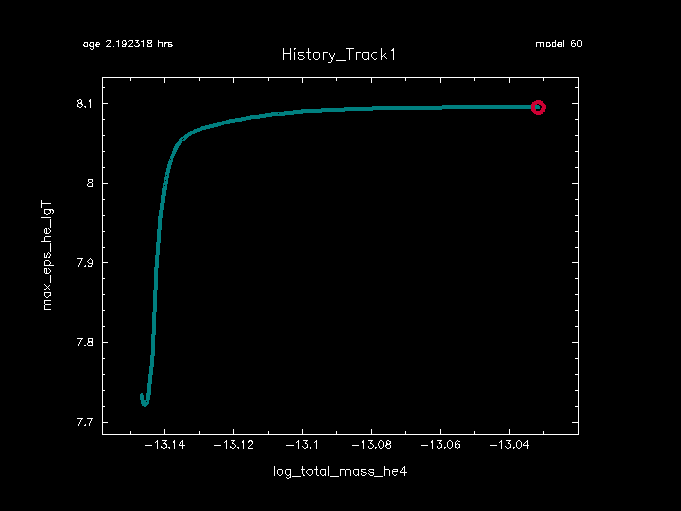 age 2.192318 hrs
model 60
History_Track1
8.1
8
7.9
7.8
7.7
max_eps_he_lgT
−13.14
−13.12
−13.1
−13.08
−13.06
−13.04
log_total_mass_he4